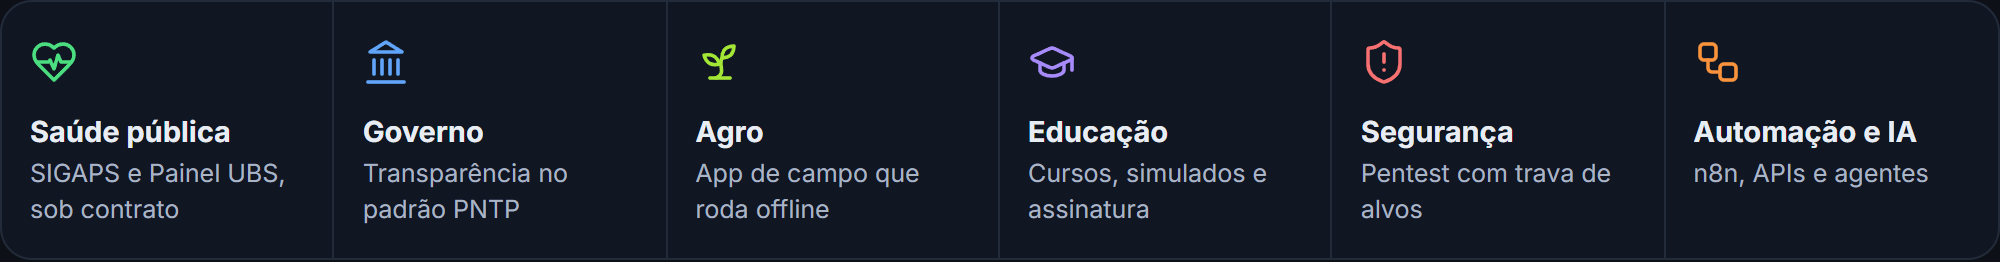 Saúde pública
SIGAPS e Painel UBS,
sob contrato
Governo
Transparência no
padrão PNTP
Agro
App de campo que
roda offline
Educação
Cursos, simulados e
assinatura
Segurança
Pentest com trava de
alvos
Automação e IA
n8n, APIs e agentes